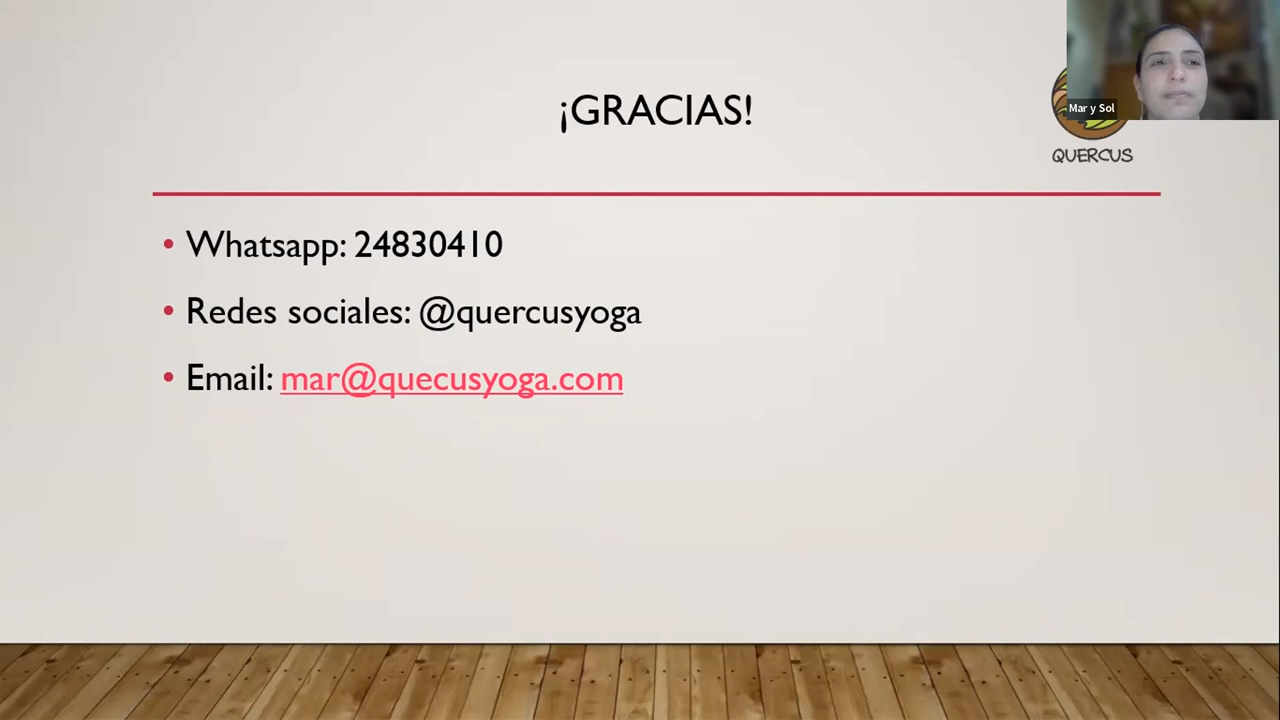 ¡GRACIAS!
Mar y Sol
QUERCUS
• Whatsapp: 24830410
• Redes sociales: @quercusyoga
• Email: mar@quecusyoga.com